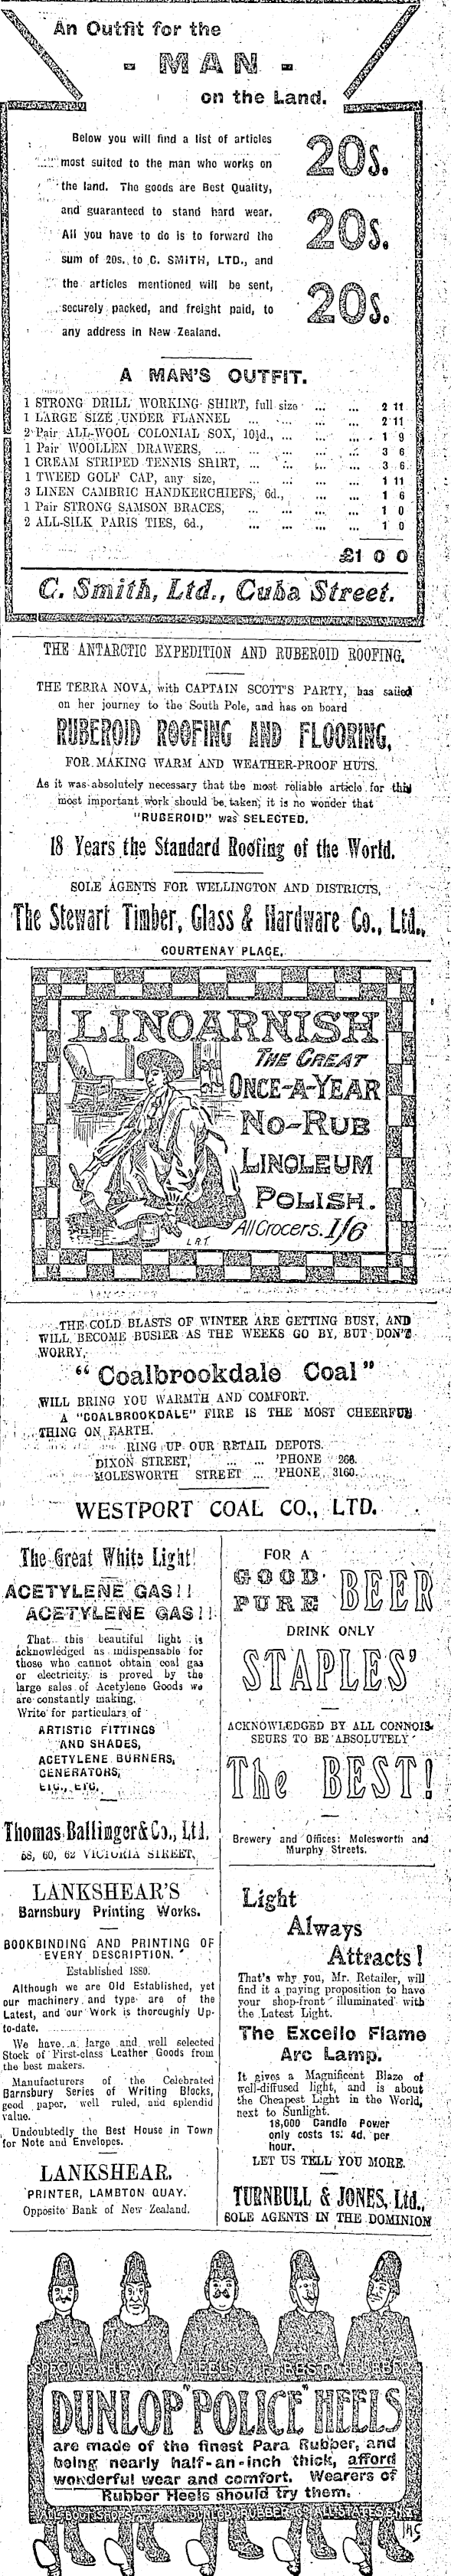 An Outfit for the
- MAN -
on the Land.
Below you will find a list of articles
most suited to the man who works on
the land. The goods are Best Quality,
and guaranteed to stand hard wear.
All you have to do is to forward the
sum of 20s. to C. SMITH, LTD., and
the articles mentioned will be sent,
securely packed, and freight paid, to
any address in New Zealand.
20s.
20s.
20s.
A MAN'S OUTFIT.
1 STRONG DRILL WORKING SHIRT, full size ... ... 2 11
1 LARGE SIZE UNDER FLANNEL ... ... ... ... 2 11
2 Pair ALL-WOOL COLONIAL SOX, 10½d., ... ... ... 1 9
1 Pair WOOLLEN DRAWERS, ... ... ... ... 3 6
1 CREAM STRIPED TENNIS SHIRT, ... ... ... ... 3 6
1 TWEED GOLF CAP, any size, ... ... ... 1 11
3 LINEN CAMBRIC HANDKERCHIEFS, 6d., ... ... 1 6
1 Pair STRONG SAMSON BRACES, ... ... ... 1 0
2 ALL-SILK PARIS TIES, 6d., ... ... ... ... 1 0
£1 0 0
C. Smith, Ltd., Cuba Street.
THE ANTARCTIC EXPEDITION AND RUBEROID ROOFING.
THE TERRA NOVA, with CAPTAIN SCOTT'S PARTY, has sailed
on her journey to the South Pole, and has on board
RUBEROID ROOFING AND FLOORING,
FOR MAKING WARM AND WEATHER-PROOF HUTS.
As it was absolutely necessary that the most reliable article for this
most important work should be taken, it is no wonder that
"RUBEROID" was SELECTED.
18 Years the Standard Roofing of the World.
SOLE AGENTS FOR WELLINGTON AND DISTRICTS,
The Stewart Timber, Glass & Hardware Co., Ltd.,
COURTENAY PLACE.
LINOARNISH
THE GREAT
ONCE-A-YEAR
NO-RUB
LINOLEUM
POLISH.
All Grocers. 1/6
L.R.T.
THE COLD BLASTS OF WINTER ARE GETTING BUSY, AND
WILL BECOME BUSIER AS THE WEEKS GO BY, BUT DON'T
WORRY,
"Coalbrookdale Coal"
WILL BRING YOU WARMTH AND COMFORT.
A "COALBROOKDALE" FIRE IS THE MOST CHEERFUL
THING ON EARTH.
RING UP OUR RETAIL DEPOTS.
DIXON STREET, ... ... 'PHONE 266.
MOLESWORTH STREET ... 'PHONE 3160.
WESTPORT COAL CO., LTD.
The Great White Light!
ACETYLENE GAS!!
ACETYLENE GAS!!
That this beautiful light is
acknowledged as indispensable for
those who cannot obtain coal gas
or electricity is proved by the
large sales of Acetylene Goods we
are constantly making.
Write for particulars of
ARTISTIC FITTINGS
AND SHADES,
ACETYLENE BURNERS,
GENERATORS,
ETC., ETC.
Thomas Ballinger & Co., Ltd.
58, 60, 62 VICTORIA STREET,
LANKSHEAR'S
Barnsbury Printing Works.
BOOKBINDING AND PRINTING OF
EVERY DESCRIPTION.
Established 1880.
Although we are Old Established, yet
our machinery and type are of the
Latest, and our Work is thoroughly Up-
to-date.
We have a large and well selected
Stock of First-class Leather Goods from
the best makers.
Manufacturers of the Celebrated
Barnsbury Series of Writing Blocks,
good paper, well ruled, and splendid
value.
Undoubtedly the Best House in Town
for Note and Envelopes.
LANKSHEAR,
PRINTER, LAMBTON QUAY.
Opposite Bank of New Zealand.
FOR A
GOOD
PURE
BEER
DRINK ONLY
STAPLES'
ACKNOWLEDGED BY ALL CONNOIS-
SEURS TO BE ABSOLUTELY
The BEST!
Brewery and Offices: Molesworth and
Murphy Streets.
Light
Always
Attracts!
That's why you, Mr. Retailer, will
find it a paying proposition to have
your shop-front illuminated with
the Latest Light.
The Excello Flame
Arc Lamp.
It gives a Magnificent Blaze of
well-diffused light, and is about
the Cheapest Light in the World,
next to Sunlight.
18,000 Candle Power
only costs 1s. 4d. per
hour.
LET US TELL YOU MORE.
TURNBULL & JONES, Ltd.,
SOLE AGENTS IN THE DOMINION
DUNLOP "POLICE" HEELS
are made of the finest Para Rubber, and
being nearly half-an-inch thick, afford
wonderful wear and comfort. Wearers of
Rubber Heels should try them.